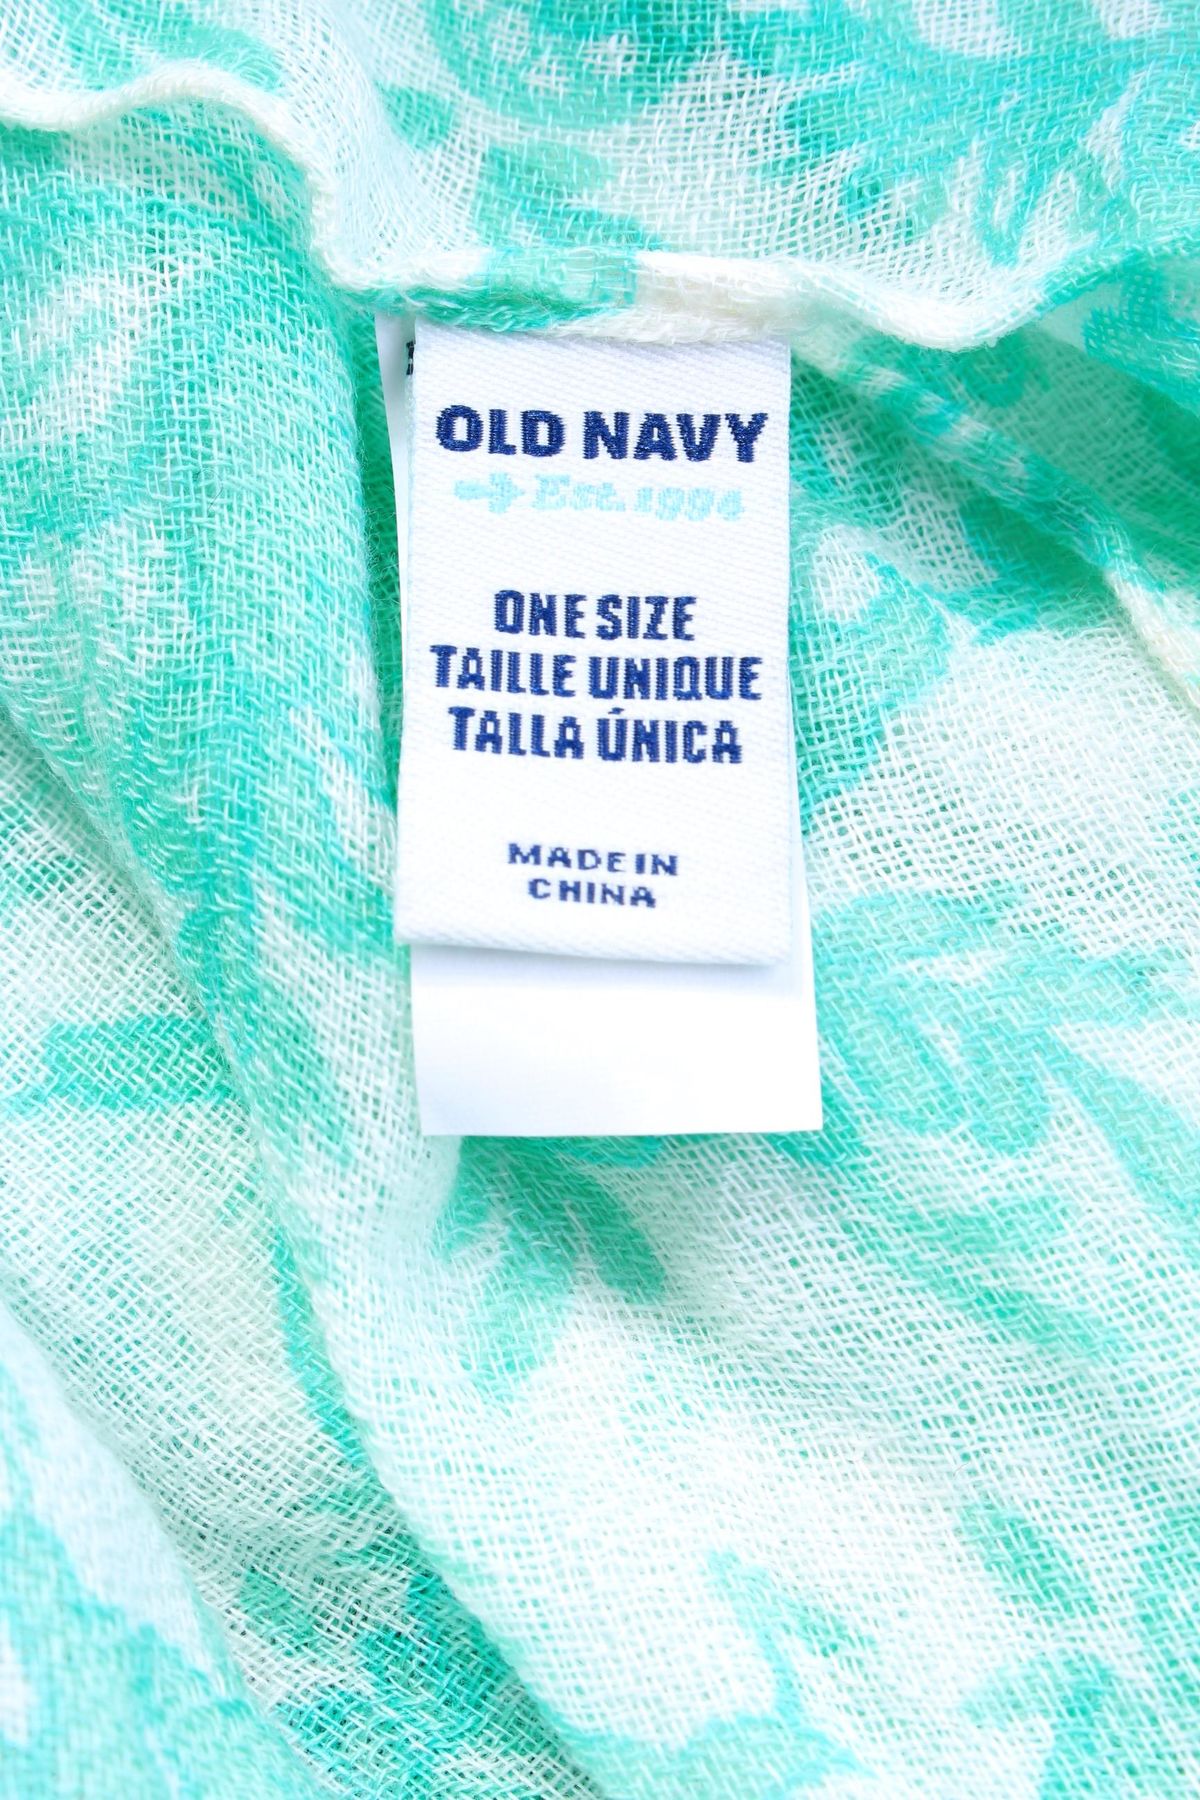 OLD NAVY
Est. 1994
ONE SIZE
TAILLE UNIQUE
TALLA ÚNICA
MADE IN
CHINA